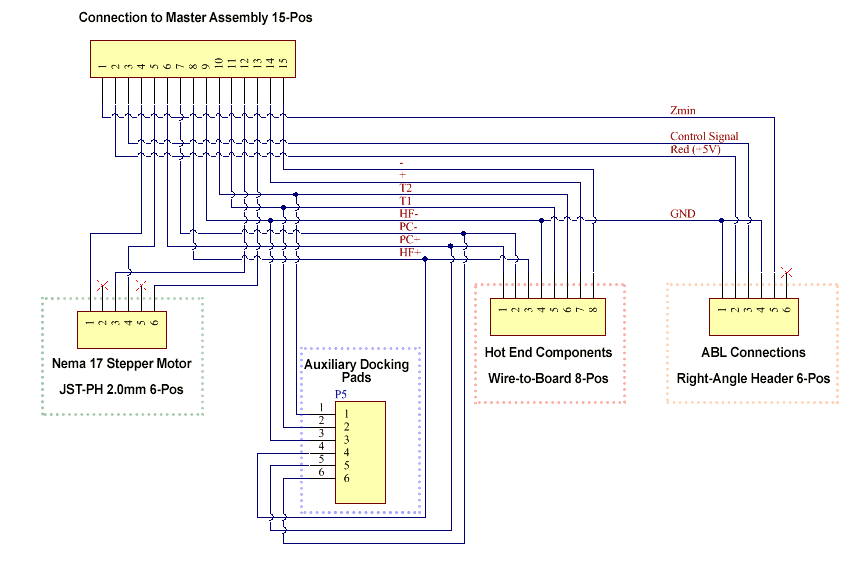 Connection to Master Assembly 15-Pos
1 2 3 4 5 6 7 8 9 10 11 12 13 14 15
Zmin
Control Signal
Red (+5V)
-
+
T2
T1
HF-
GND
PC-
PC+
HF+
1 2 3 4 5 6
Nema 17 Stepper Motor
JST-PH 2.0mm 6-Pos
1 2 3 4 5 6 7 8
Hot End Components
Wire-to-Board 8-Pos
1 2 3 4 5 6
ABL Connections
Right-Angle Header 6-Pos
Auxiliary Docking
Pads
P5
1 1
2 2
3 3
4 4
5 5
6 6